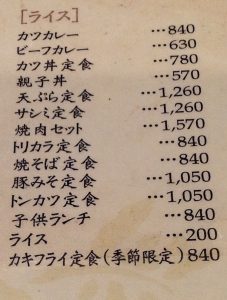 [ライス]
カツカレー …840
ビーフカレー …630
カツ丼定食 …780
親子丼 …570
天ぷら定食 …1,260
サシミ定食 …1,260
焼肉セット …1,570
トリカラ定食 …840
焼そば定食 …840
豚みそ定食 …1,050
トンカツ定食 …1,050
子供ランチ …840
ライス …200
カキフライ定食(季節限定)840